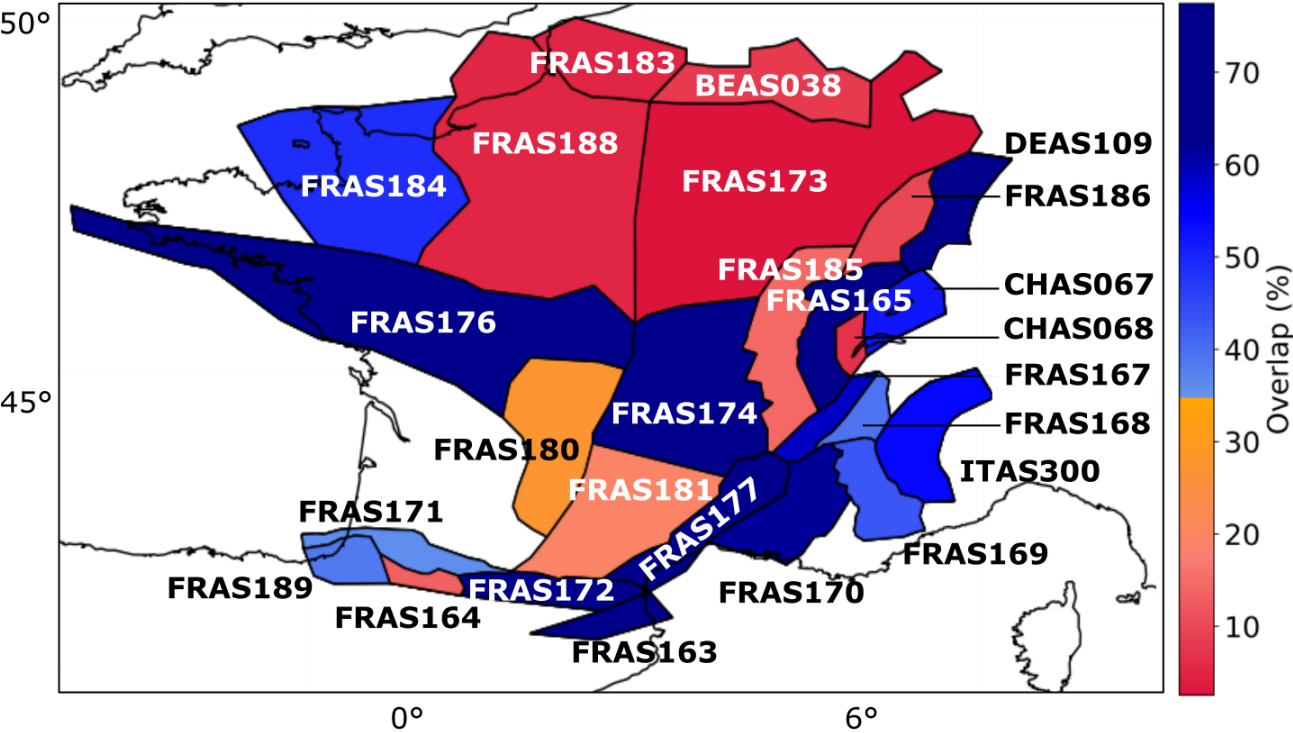 50°
FRAS183
BEAS038
70
FRAS188
DEAS109
FRAS184
FRAS173
60
FRAS186
FRAS185
50
CHAS067
FRAS165
FRAS176
CHAS068
Overlap (%)
40
FRAS167
45°
FRAS174
FRAS168
FRAS180
30
ITAS300
FRAS181
FRAS171
FRAS177
20
FRAS169
FRAS189
FRAS172
FRAS170
FRAS164
10
FRAS163
0°
6°